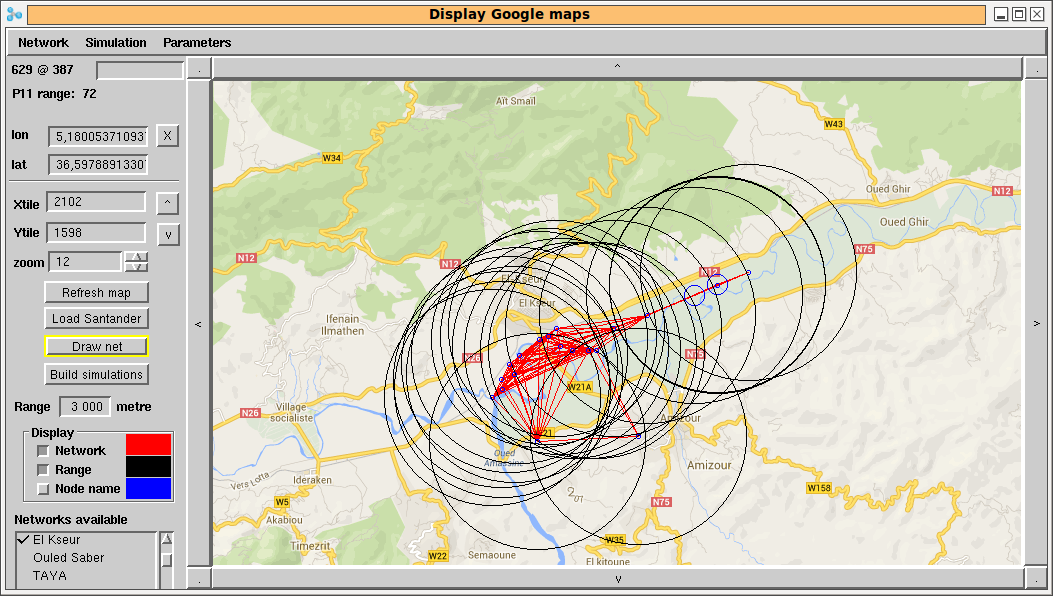 Display Google maps
Network Simulation Parameters
629 @ 387
P11 range: 72
lon 5,18005371093 X
lat 36,5978891330
Xtile 2102 ^
Ytile 1598 v
zoom 12
Refresh map
Load Santander
Draw net
Build simulations
Range 3 000 metre
Display
Network
Range
Node name
Networks available
El Kseur
Ouled Saber
TAYA
^
<
>
v
Aït Smaïl
W43
W34
Oued Ghir
N12
Oued Ghir
N75
N12
N12
N12
El Kseur
El Kseur
Ifenain
Ilmathen
N26
W21A
N26
Village
socialiste
Amizour
Oued
Amassine
Amizour
Vers Lotta
Ideraken
W158
W5
N75
Akabiou
Timezrit
W35
W22
Semaoune
El kitoune